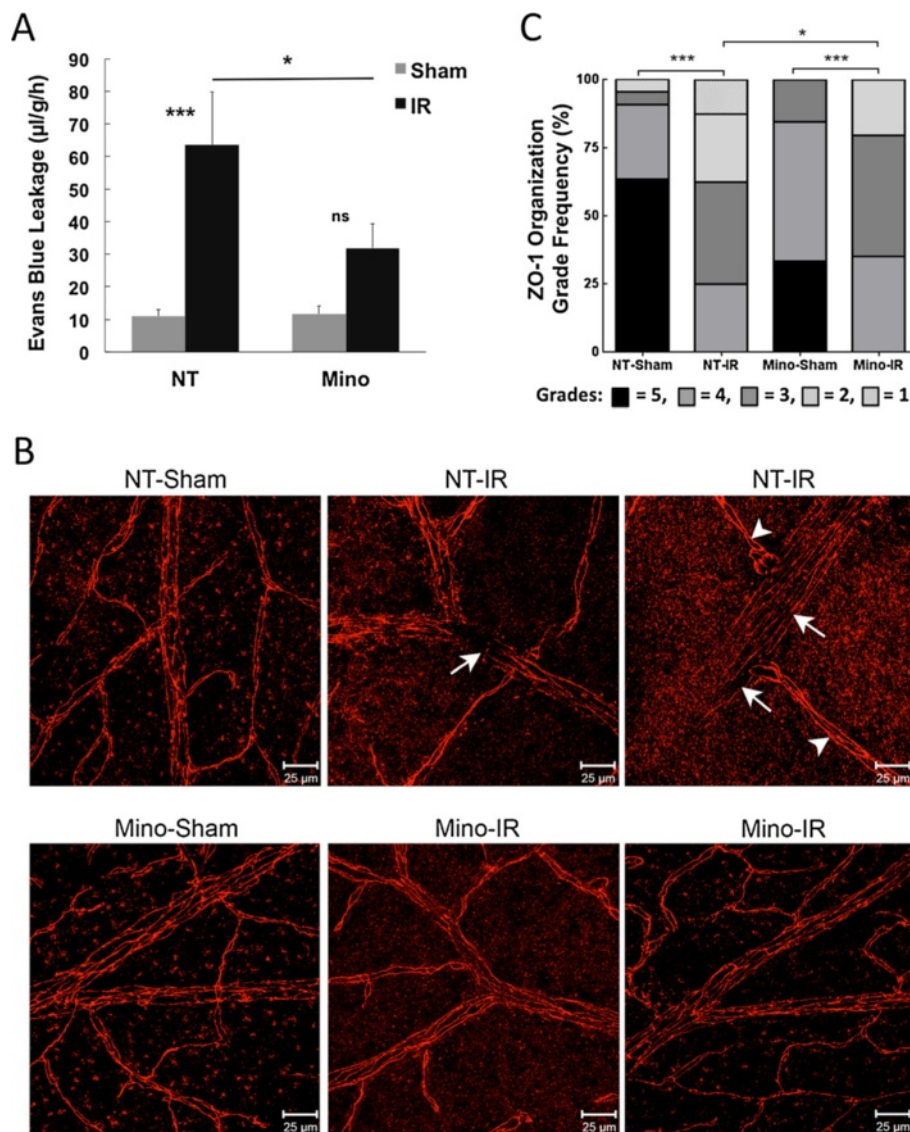 A
Evans Blue Leakage (µl/g/h)
90
80
70
60
50
40
30
20
10
0
***
*
ns
Sham
IR
NT
Mino
C
ZO-1 Organization
Grade Frequency (%)
100
75
50
25
0
***
*
***
NT-Sham
NT-IR
Mino-Sham
Mino-IR
Grades: = 5, = 4, = 3, = 2, = 1
B
NT-Sham
NT-IR
NT-IR
25 µm
25 µm
25 µm
Mino-Sham
Mino-IR
Mino-IR
25 µm
25 µm
25 µm